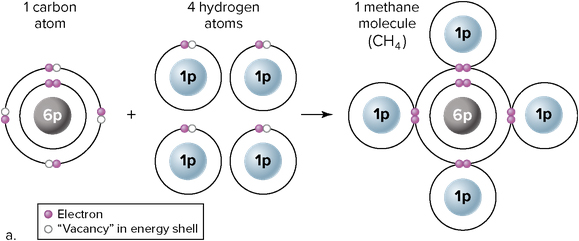 1 carbon
atom
4 hydrogen
atoms
1 methane
molecule
(CH₄)
6p
+
1p
1p
1p
1p
1p
1p
6p
1p
1p
Electron
"Vacancy" in energy shell
a.